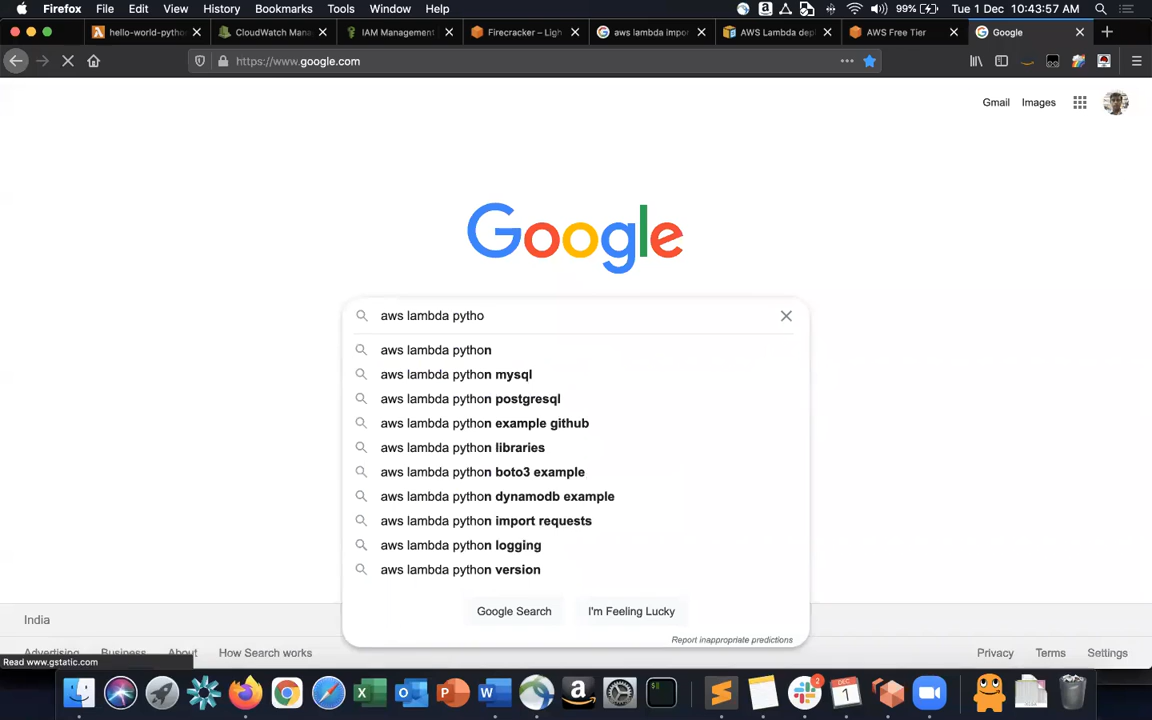 Firefox File Edit View History Bookmarks Tools Window Help 99% Tue 1 Dec 10:43:57 AM
hello-world-pytho CloudWatch Mana IAM Management Firecracker – Ligh aws lambda impor AWS Lambda depl AWS Free Tier Google
https://www.google.com
Gmail Images
Google
aws lambda pytho
aws lambda python
aws lambda python mysql
aws lambda python postgresql
aws lambda python example github
aws lambda python libraries
aws lambda python boto3 example
aws lambda python dynamodb example
aws lambda python import requests
aws lambda python logging
aws lambda python version
Google Search I'm Feeling Lucky
Report inappropriate predictions
India
Advertising Business About How Search works Privacy Terms Settings
Read www.gstatic.com
2
DEC
1